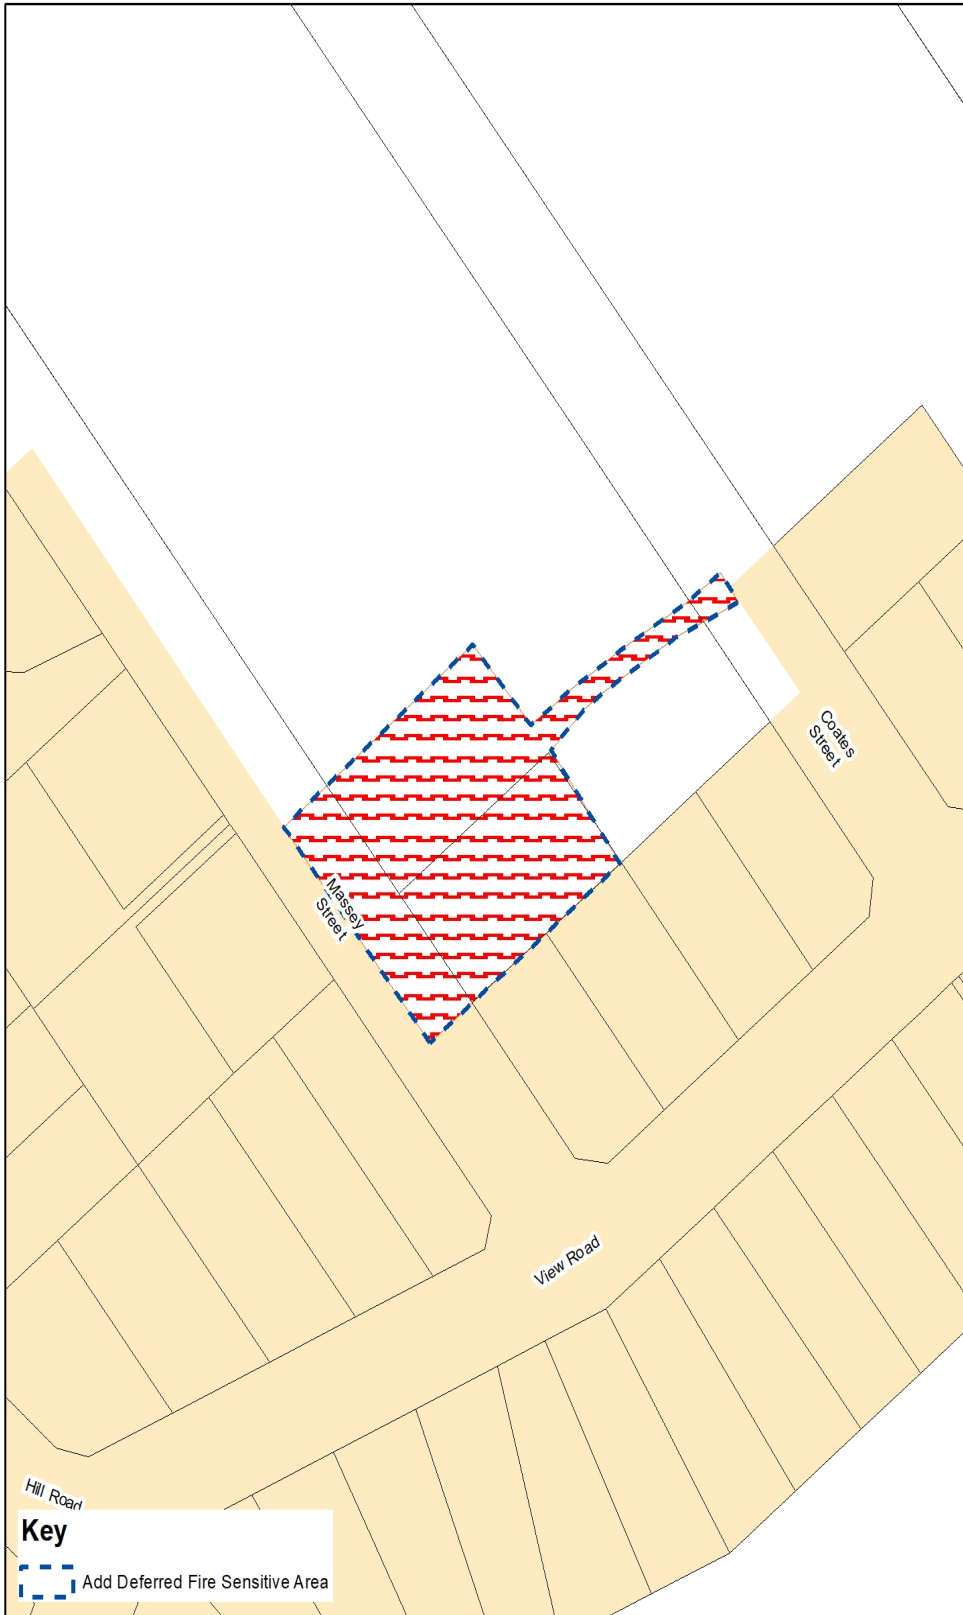 Coates
Street
Massey
Street
View Road
Hill Road
Key
Add Deferred Fire Sensitive Area